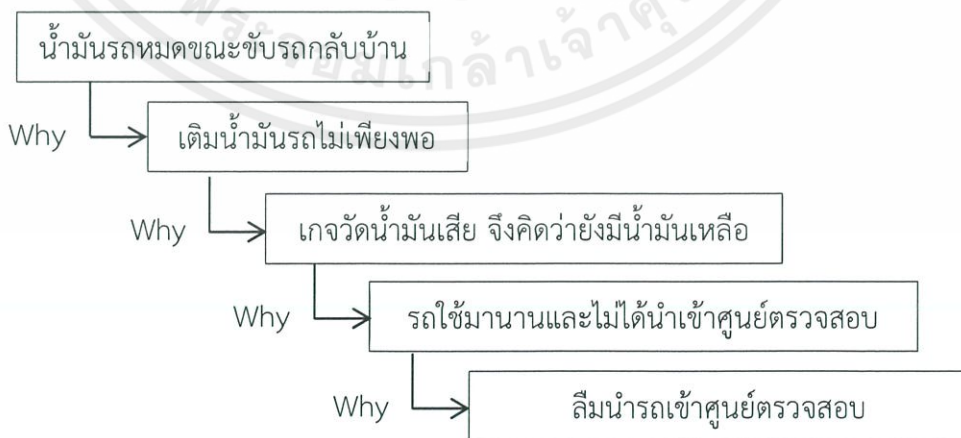 น้ำมันรถหมดขณะขับรถกลับบ้าน
Why
เติมน้ำมันรถไม่เพียงพอ
Why
เกจวัดน้ำมันเสีย จึงคิดว่ายังมีน้ำมันเหลือ
Why
รถใช้มานานและไม่ได้นำเข้าศูนย์ตรวจสอบ
Why
ลืมนำรถเข้าศูนย์ตรวจสอบ